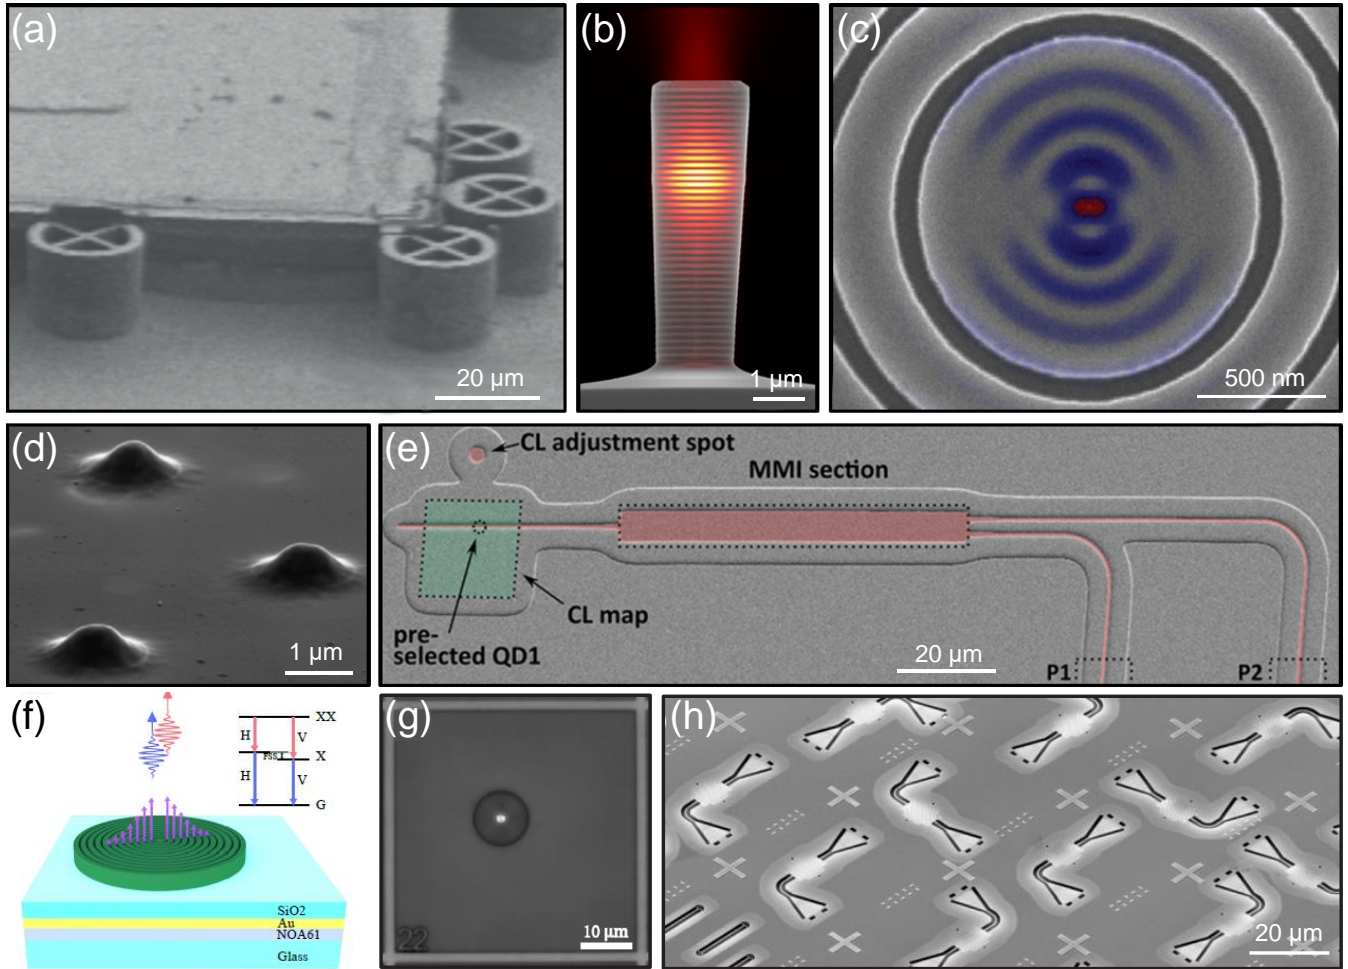 (a)
20 μm
(b)
1 μm
(c)
500 nm
(d)
1 μm
(e)
CL adjustment spot
MMI section
CL map
pre-
selected QD1
20 μm
P1
P2
(f)
XX
H
V
FSS
X
H
V
G
SiO2
Au
NOA61
Glass
(g)
22
10 μm
(h)
20 μm